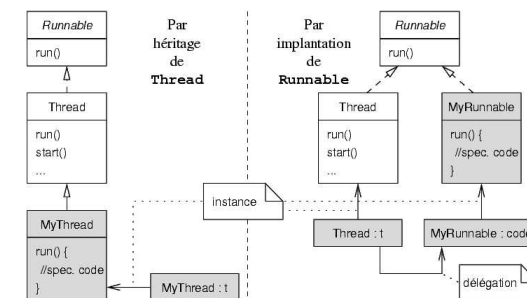 Runnable
run()
Thread
run()
start()
...
MyThread
run() {
//spec. code
}
MyThread : t
Par
héritage
de
Thread
instance
Par
implantation
de
Runnable
Runnable
run()
Thread
run()
start()
...
MyRunnable
run() {
//spec. code
}
Thread : t
MyRunnable : code
délégation